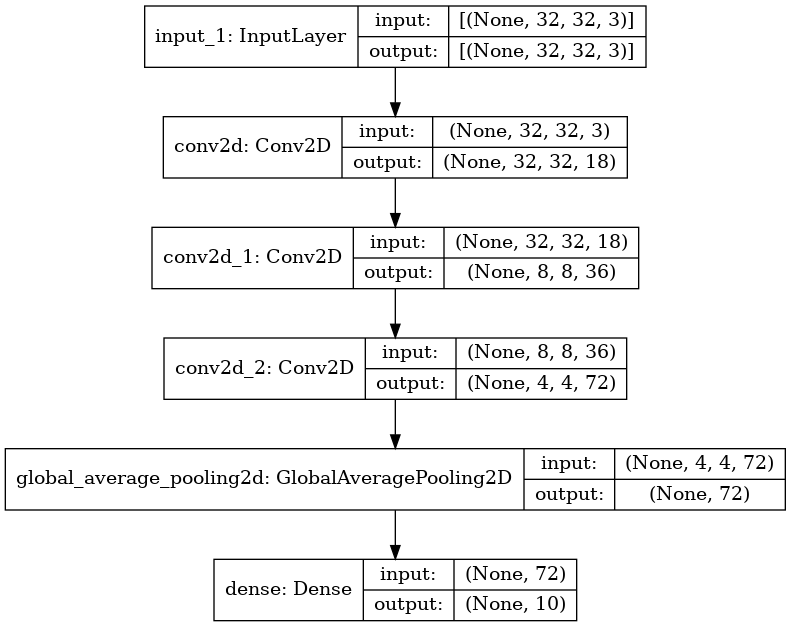 input_1: InputLayer
input: [(None, 32, 32, 3)]
output: [(None, 32, 32, 3)]
conv2d: Conv2D
input: (None, 32, 32, 3)
output: (None, 32, 32, 18)
conv2d_1: Conv2D
input: (None, 32, 32, 18)
output: (None, 8, 8, 36)
conv2d_2: Conv2D
input: (None, 8, 8, 36)
output: (None, 4, 4, 72)
global_average_pooling2d: GlobalAveragePooling2D
input: (None, 4, 4, 72)
output: (None, 72)
dense: Dense
input: (None, 72)
output: (None, 10)